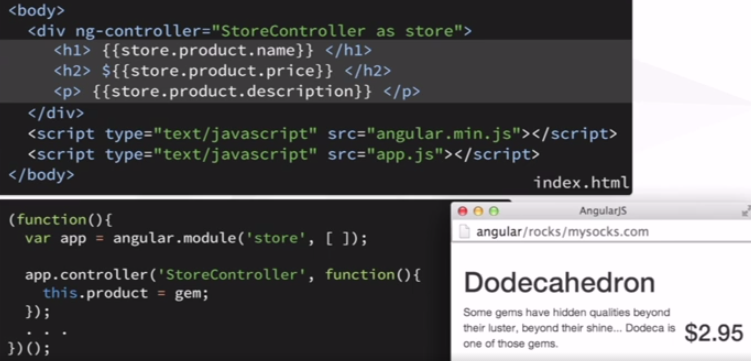 <body>
<div ng-controller="StoreController as store">
<h1> {{store.product.name}} </h1>
<h2> ${{store.product.price}} </h2>
<p> {{store.product.description}} </p>
</div>
<script type="text/javascript" src="angular.min.js"></script>
<script type="text/javascript" src="app.js"></script>
</body>
index.html
(function(){
var app = angular.module('store', [ ]);
app.controller('StoreController', function(){
this.product = gem;
});
. . .
})();
AngularJS
angular/rocks/mysocks.com
Dodecahedron
Some gems have hidden qualities beyond
their luster, beyond their shine... Dodeca is
one of those gems.
$2.95